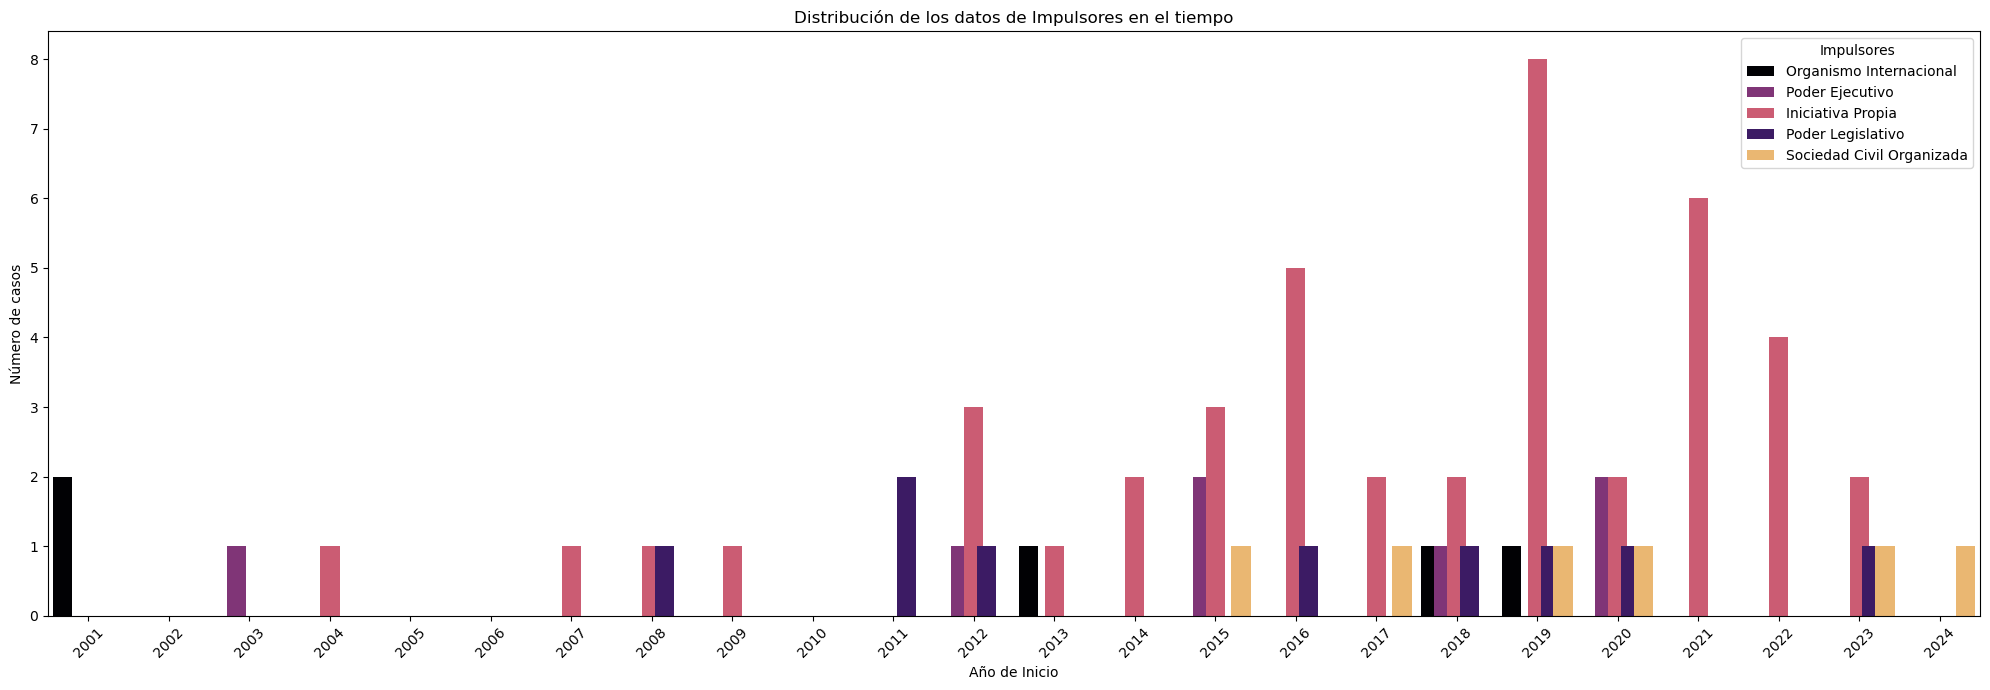 Distribución de los datos de Impulsores en el tiempo
Impulsores
Organismo Internacional
Poder Ejecutivo
Iniciativa Propia
Poder Legislativo
Sociedad Civil Organizada
Número de casos
8
7
6
5
4
3
2
1
0
2001 2002 2003 2004 2005 2006 2007 2008 2009 2010 2011 2012 2013 2014 2015 2016 2017 2018 2019 2020 2021 2022 2023 2024
Año de Inicio